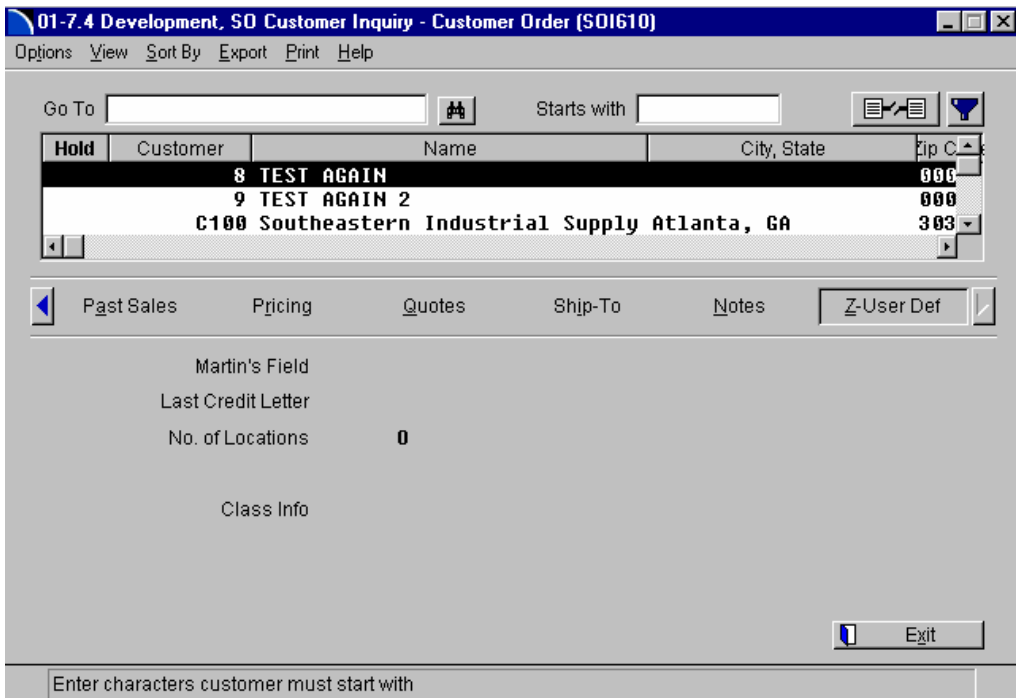 01-7.4 Development, SO Customer Inquiry - Customer Order (SOI610)
Options View Sort By Export Print Help
Go To Starts with
Hold Customer Name City, State Zip
8 TEST AGAIN 000
9 TEST AGAIN 2 000
C100 Southeastern Industrial Supply Atlanta, GA 303
Past Sales Pricing Quotes Ship-To Notes Z-User Def
Martin's Field
Last Credit Letter
No. of Locations 0
Class Info
Exit
Enter characters customer must start with